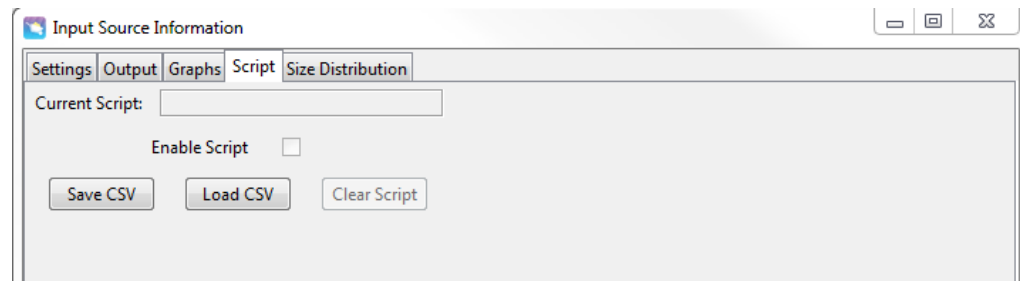 Input Source Information
Settings Output Graphs Script Size Distribution
Current Script:
Enable Script
Save CSV Load CSV Clear Script